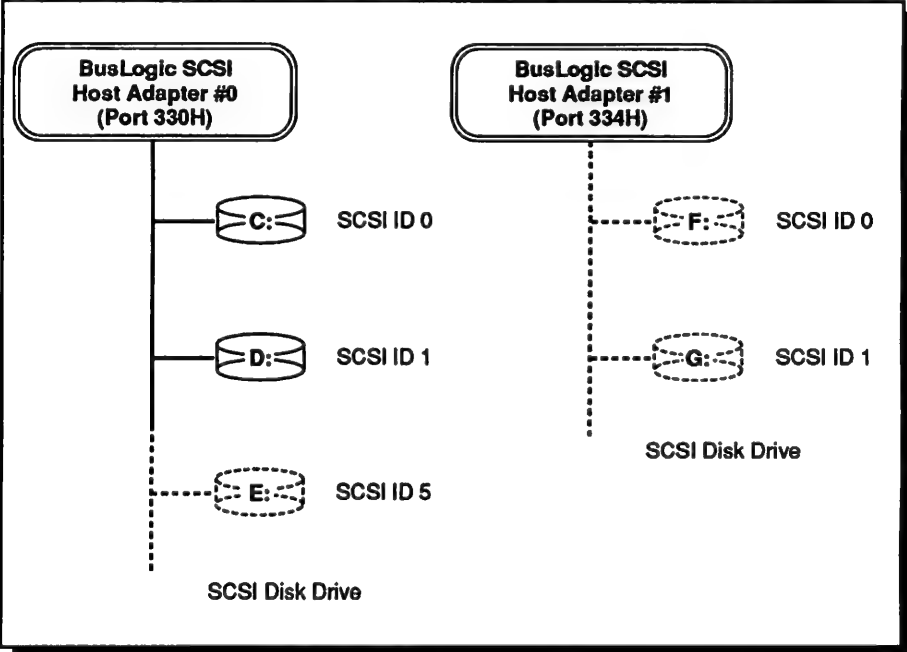 BusLogic SCSI
Host Adapter #0
(Port 330H)
C:
SCSI ID 0
D:
SCSI ID 1
E:
SCSI ID 5
SCSI Disk Drive
BusLogic SCSI
Host Adapter #1
(Port 334H)
F:
SCSI ID 0
G:
SCSI ID 1
SCSI Disk Drive